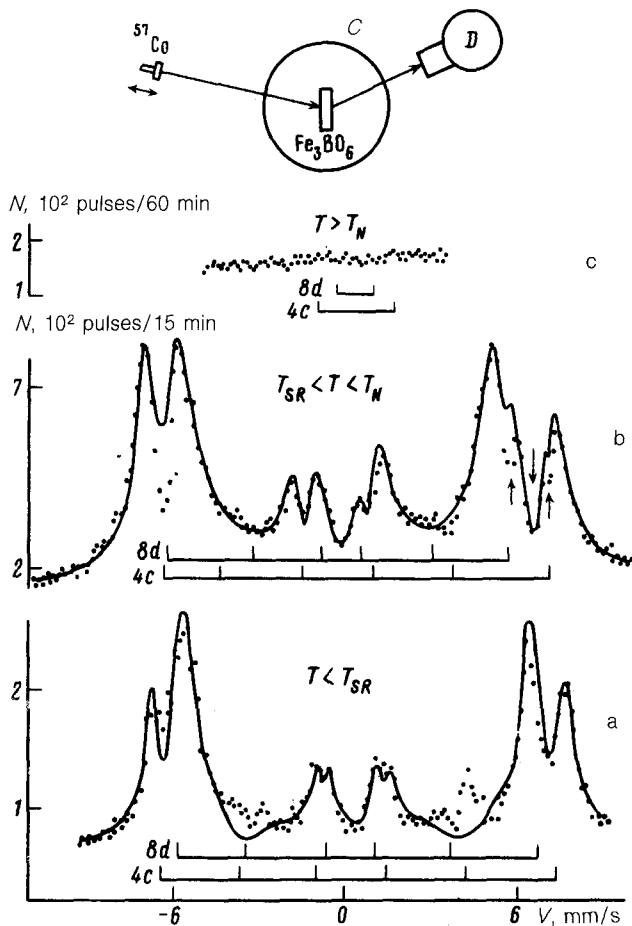 ⁵⁷Co
C
D
Fe₃BO₆
N, 10² pulses/60 min
T > T_N
2
1
c
8d
4c
N, 10² pulses/15 min
T_SR < T < T_N
7
b
2
8d
4c
T < T_SR
2
a
1
8d
4c
-6 0 6 V, mm/s